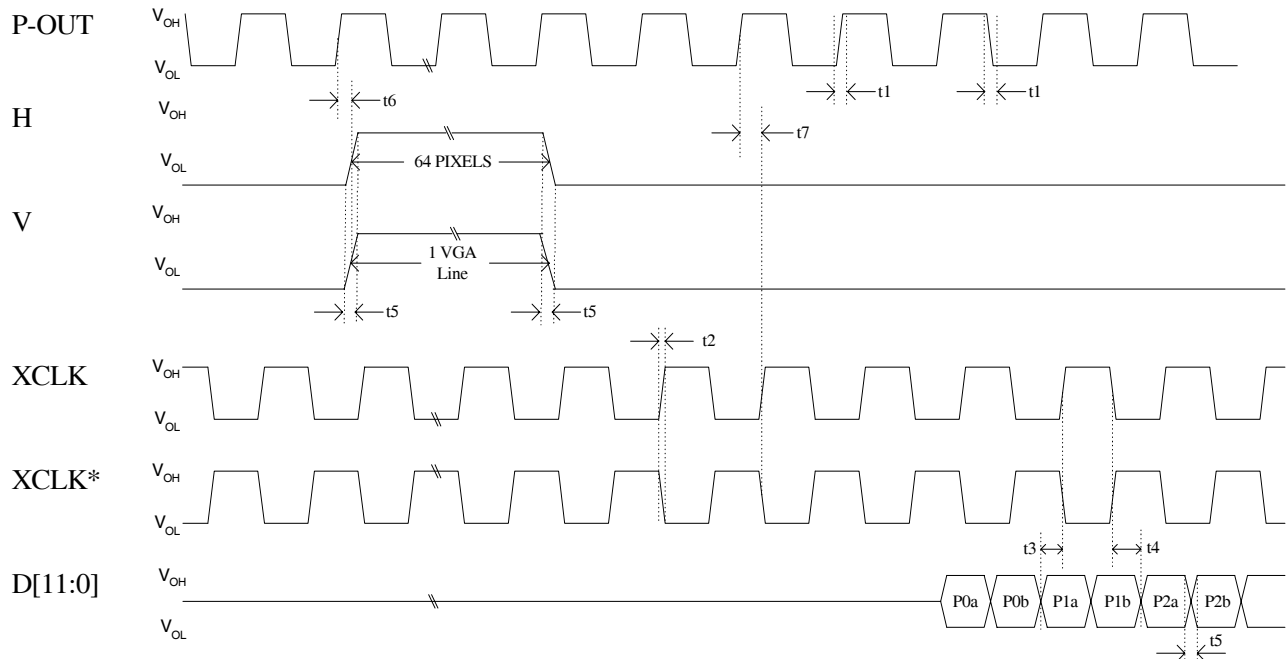 P-OUT
VOH
VOL
t6
t1
t1
H
VOH
VOL
t7
64 PIXELS
V
VOH
VOL
1 VGA
Line
t5
t5
t2
XCLK
VOH
VOL
XCLK*
VOH
VOL
t3
t4
D[11:0]
VOH
VOL
P0a
P0b
P1a
P1b
P2a
P2b
t5